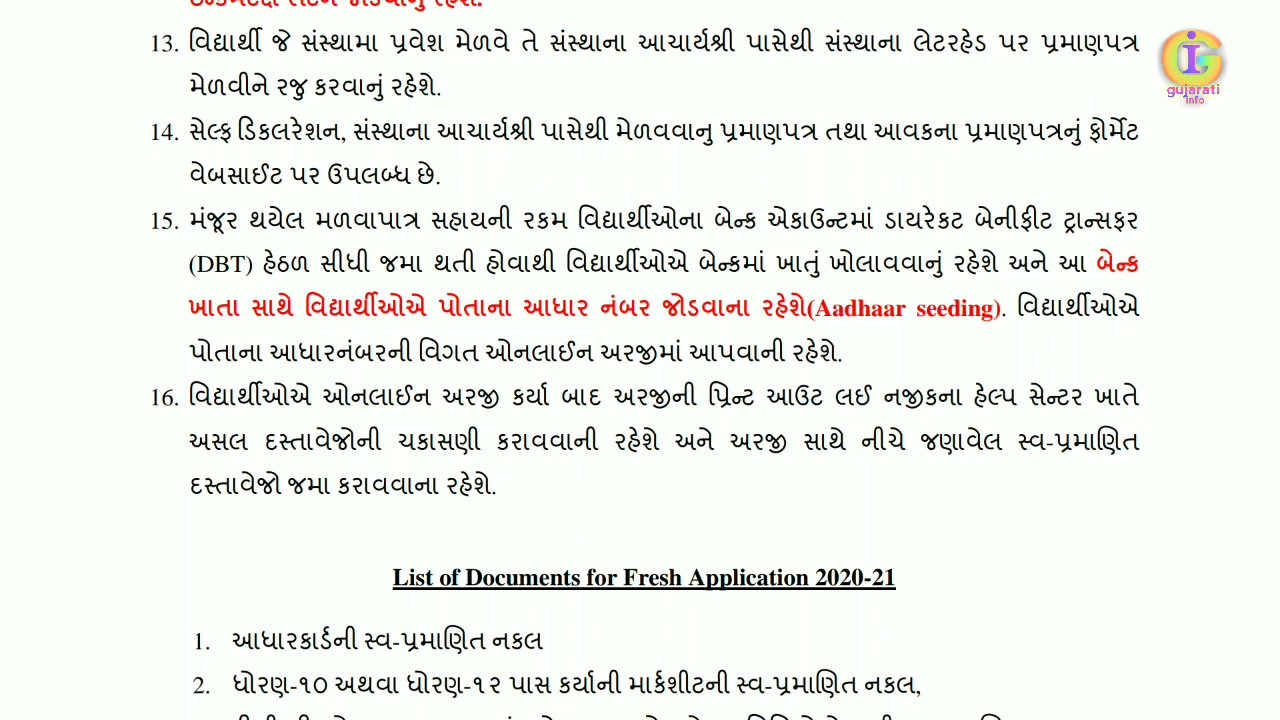 13. વિદ્યાર્થી જે સંસ્થામા પ્રવેશ મેળવે તે સંસ્થાના આચાર્યશ્રી પાસેથી સંસ્થાના લેટરહેડ પર પ્રમાણપત્ર
મેળવીને રજુ કરવાનું રહેશે.
14. સેલ્ફ ડિકલરેશન, સંસ્થાના આચાર્યશ્રી પાસેથી મેળવવાનુ પ્રમાણપત્ર તથા આવકના પ્રમાણપત્રનું ફોર્મેટ
વેબસાઈટ પર ઉપલબ્ધ છે.
15. મંજૂર થયેલ મળવાપાત્ર સહાયની રકમ વિદ્યાર્થીઓના બેન્ક એકાઉન્ટમાં ડાયરેકટ બેનીફીટ ટ્રાન્સફર
(DBT) હેઠળ સીધી જમા થતી હોવાથી વિદ્યાર્થીઓએ બેન્કમાં ખાતું ખોલાવવાનું રહેશે અને આ બેન્ક
ખાતા સાથે વિદ્યાર્થીઓએ પોતાના આધાર નંબર જોડવાના રહેશે(Aadhaar seeding). વિદ્યાર્થીઓએ
પોતાના આધારનંબરની વિગત ઓનલાઈન અરજીમાં આપવાની રહેશે.
16. વિદ્યાર્થીઓએ ઓનલાઈન અરજી કર્યા બાદ અરજીની પ્રિન્ટ આઉટ લઈ નજીકના હેલ્પ સેન્ટર ખાતે
અસલ દસ્તાવેજોની ચકાસણી કરાવવાની રહેશે અને અરજી સાથે નીચે જણાવેલ સ્વ-પ્રમાણિત
દસ્તાવેજો જમા કરાવવાના રહેશે.
List of Documents for Fresh Application 2020-21
1. આધારકાર્ડની સ્વ-પ્રમાણિત નકલ
2. ધોરણ-૧૦ અથવા ધોરણ-૧૨ પાસ કર્યાની માર્કશીટની સ્વ-પ્રમાણિત નકલ,
gujarati
info